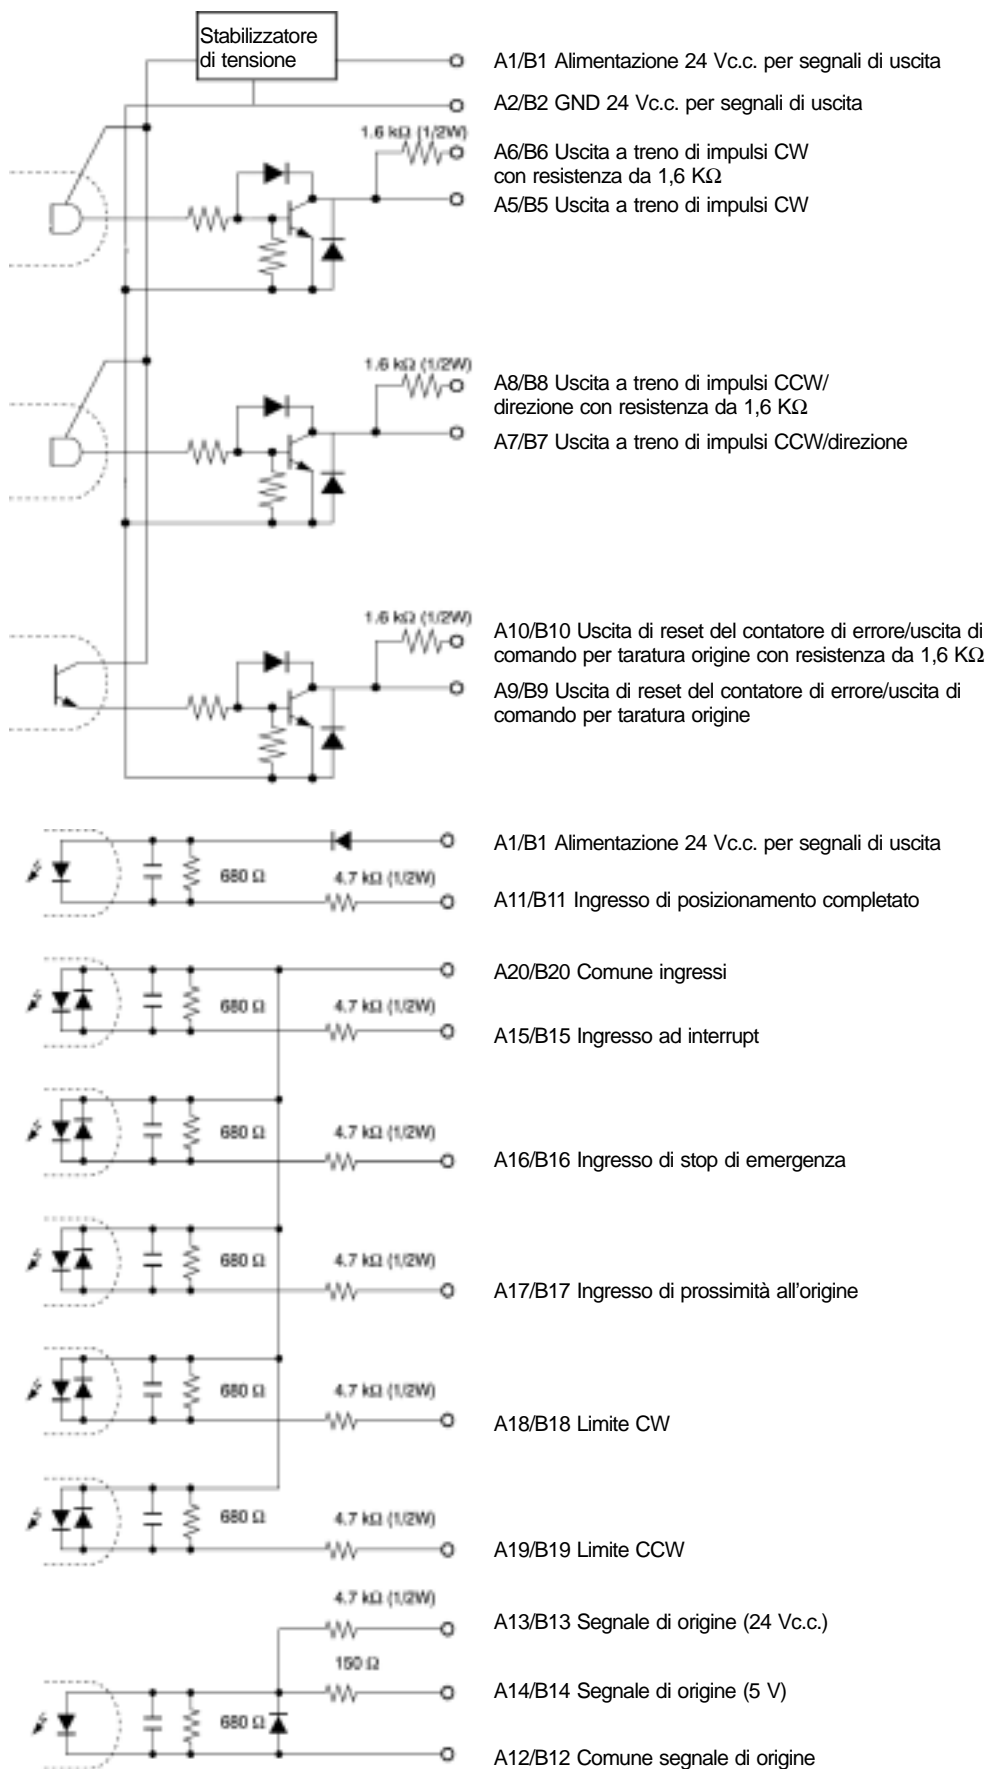 Stabilizzatore
di tensione
A1/B1 Alimentazione 24 Vc.c. per segnali di uscita
A2/B2 GND 24 Vc.c. per segnali di uscita
1.6 kΩ (1/2W)
A6/B6 Uscita a treno di impulsi CW
con resistenza da 1,6 KΩ
A5/B5 Uscita a treno di impulsi CW
1.6 kΩ (1/2W)
A8/B8 Uscita a treno di impulsi CCW/
direzione con resistenza da 1,6 KΩ
A7/B7 Uscita a treno di impulsi CCW/direzione
1.6 kΩ (1/2W)
A10/B10 Uscita di reset del contatore di errore/uscita di
comando per taratura origine con resistenza da 1,6 KΩ
A9/B9 Uscita di reset del contatore di errore/uscita di
comando per taratura origine
A1/B1 Alimentazione 24 Vc.c. per segnali di uscita
680 Ω 4.7 kΩ (1/2W)
A11/B11 Ingresso di posizionamento completato
A20/B20 Comune ingressi
680 Ω 4.7 kΩ (1/2W)
A15/B15 Ingresso ad interrupt
680 Ω 4.7 kΩ (1/2W)
A16/B16 Ingresso di stop di emergenza
680 Ω 4.7 kΩ (1/2W)
A17/B17 Ingresso di prossimità all'origine
680 Ω 4.7 kΩ (1/2W)
A18/B18 Limite CW
680 Ω 4.7 kΩ (1/2W)
A19/B19 Limite CCW
4.7 kΩ (1/2W)
A13/B13 Segnale di origine (24 Vc.c.)
150 Ω
A14/B14 Segnale di origine (5 V)
680 Ω
A12/B12 Comune segnale di origine